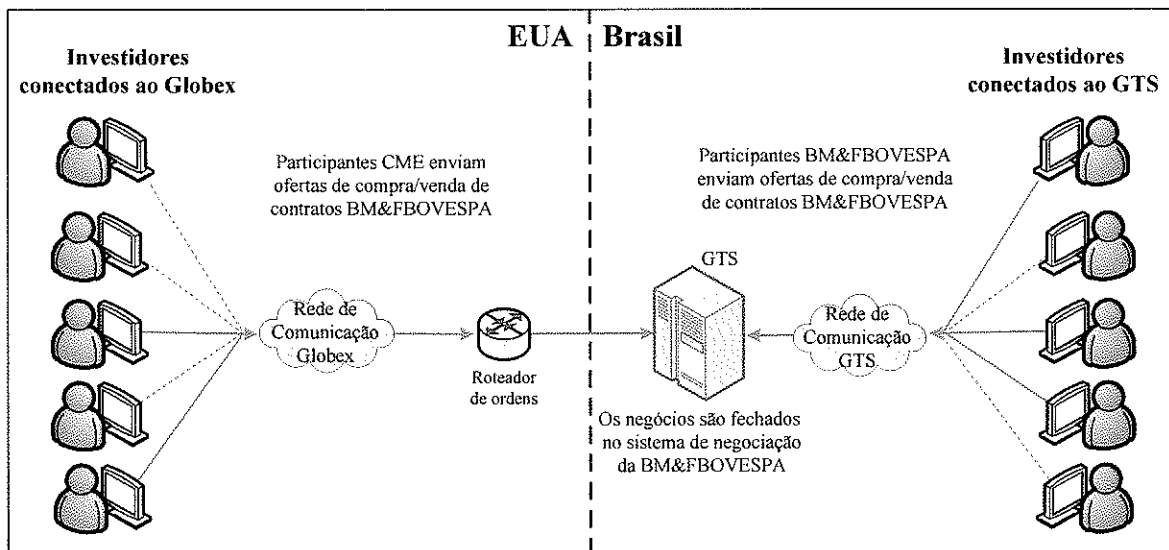 EUA
Brasil
Investidores
conectados ao Globex
Participantes CME enviam
ofertas de compra/venda de
contratos BM&FBOVESPA
Rede de
Comunicação
Globex
Roteador
de ordens
Investidores
conectados ao GTS
Participantes BM&FBOVESPA
enviam ofertas de compra/venda
de contratos BM&FBOVESPA
GTS
Rede de
Comunicação
GTS
Os negócios são fechados
no sistema de negociação
da BM&FBOVESPA